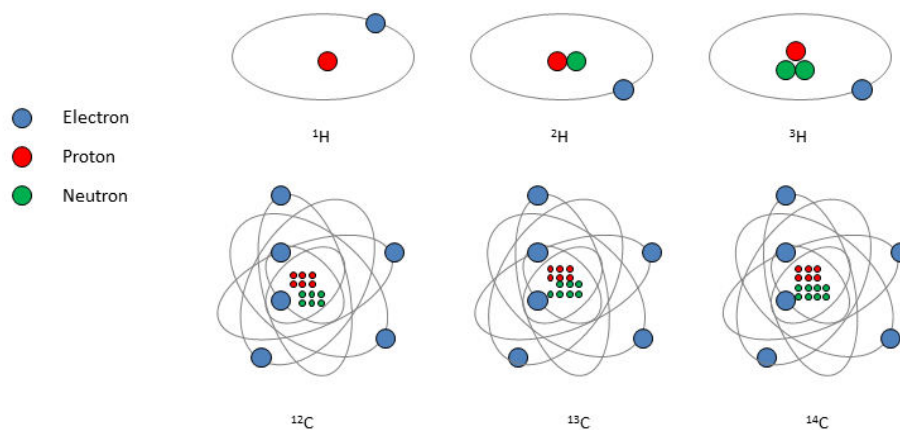 Electron
Proton
Neutron
¹H
²H
³H
¹²C
¹³C
¹⁴C